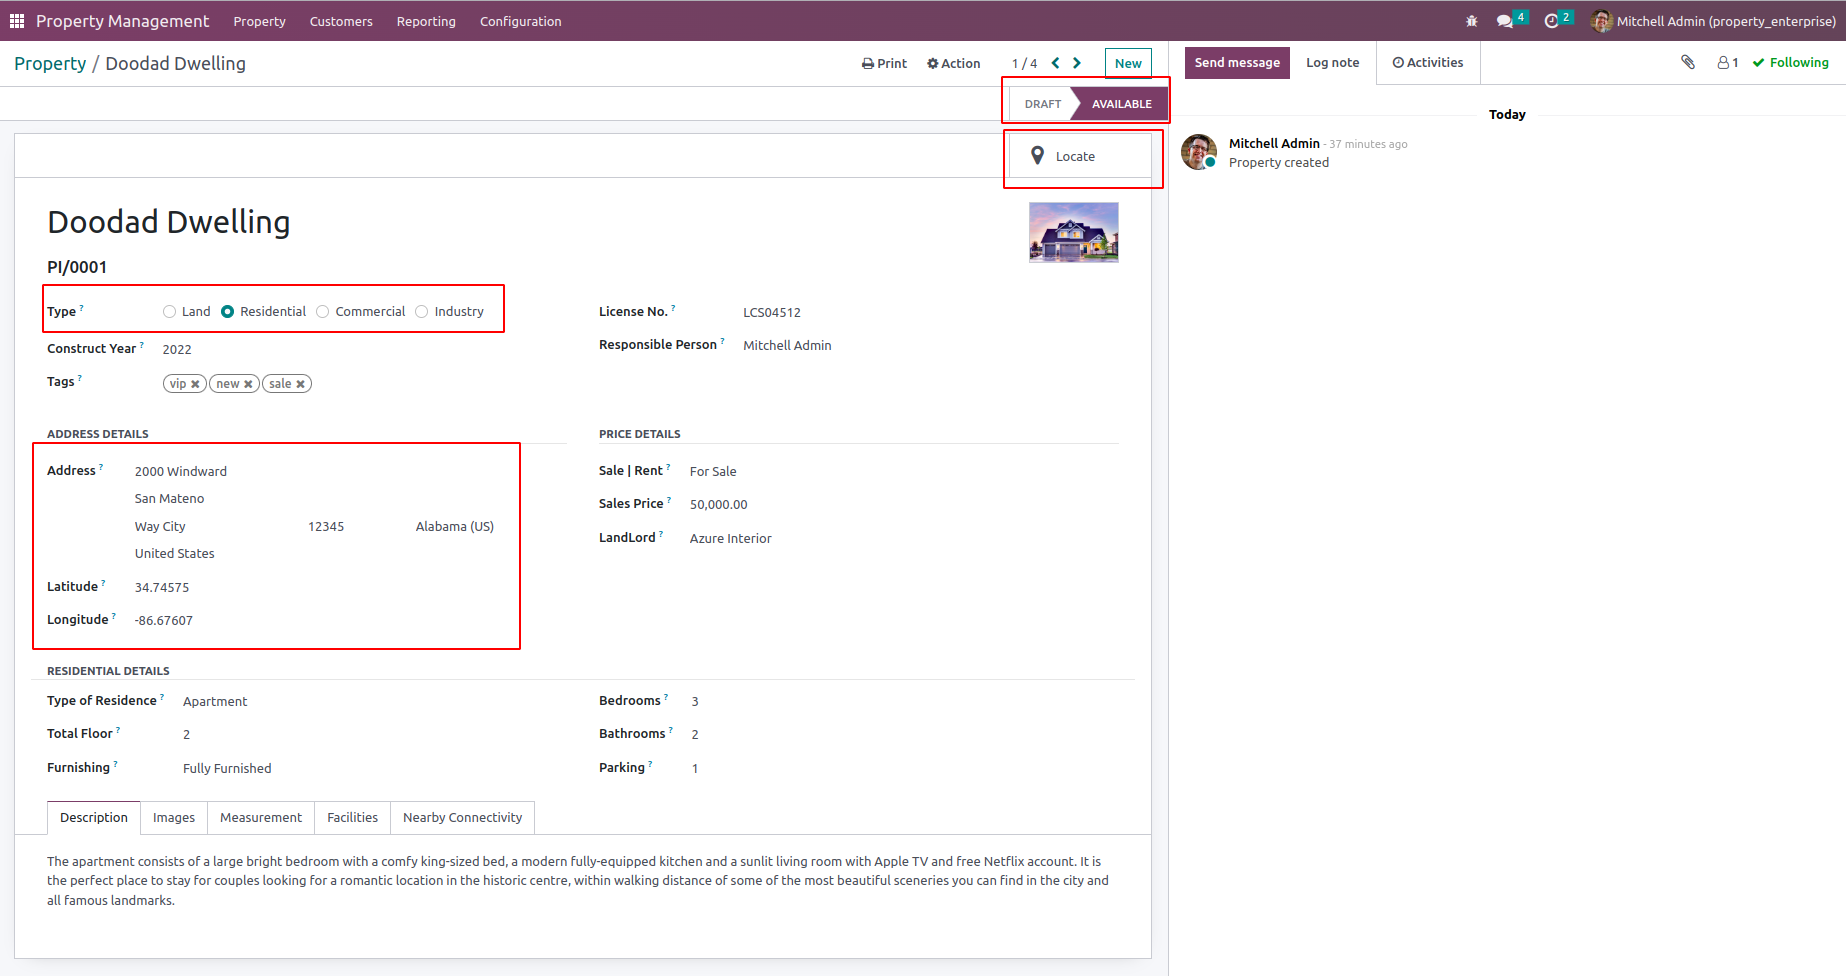 Property Management Property Customers Reporting Configuration 4 2 Mitchell Admin (property_enterprise)
Property / Doodad Dwelling Print Action 1 / 4 New
DRAFT AVAILABLE
Locate
Doodad Dwelling
PI/0001
Type ? Land Residential Commercial Industry
Construct Year ? 2022
Tags ? vip new sale
License No. ? LCS04512
Responsible Person ? Mitchell Admin
ADDRESS DETAILS
Address ? 2000 Windward
San Mateno
Way City 12345 Alabama (US)
United States
Latitude ? 34.74575
Longitude ? -86.67607
PRICE DETAILS
Sale | Rent ? For Sale
Sales Price ? 50,000.00
LandLord ? Azure Interior
RESIDENTIAL DETAILS
Type of Residence ? Apartment
Total Floor ? 2
Furnishing ? Fully Furnished
Bedrooms ? 3
Bathrooms ? 2
Parking ? 1
Description Images Measurement Facilities Nearby Connectivity
The apartment consists of a large bright bedroom with a comfy king-sized bed, a modern fully-equipped kitchen and a sunlit living room with Apple TV and free Netflix account. It is
the perfect place to stay for couples looking for a romantic location in the historic centre, within walking distance of some of the most beautiful sceneries you can find in the city and
all famous landmarks.
Send message Log note Activities 1 Following
Today
Mitchell Admin - 37 minutes ago
Property created